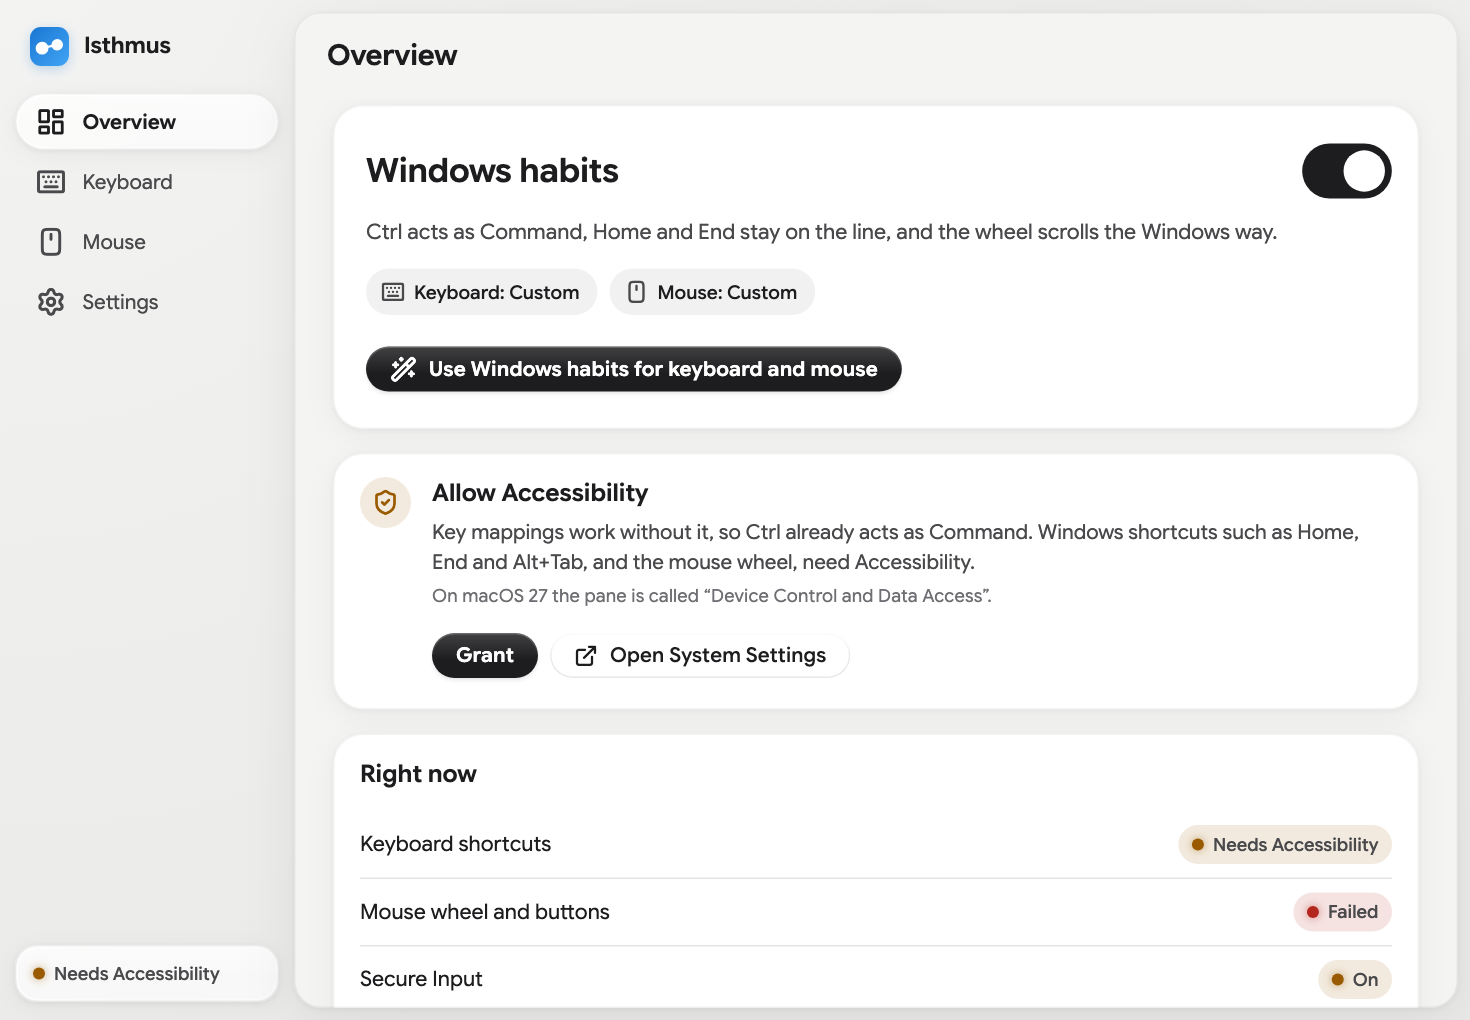 Isthmus
Overview
Keyboard
Mouse
Settings
Needs Accessibility
Overview
Windows habits
Ctrl acts as Command, Home and End stay on the line, and the wheel scrolls the Windows way.
Keyboard: Custom
Mouse: Custom
Use Windows habits for keyboard and mouse
Allow Accessibility
Key mappings work without it, so Ctrl already acts as Command. Windows shortcuts such as Home,
End and Alt+Tab, and the mouse wheel, need Accessibility.
On macOS 27 the pane is called “Device Control and Data Access”.
Grant
Open System Settings
Right now
Keyboard shortcuts
Needs Accessibility
Mouse wheel and buttons
Failed
Secure Input
On